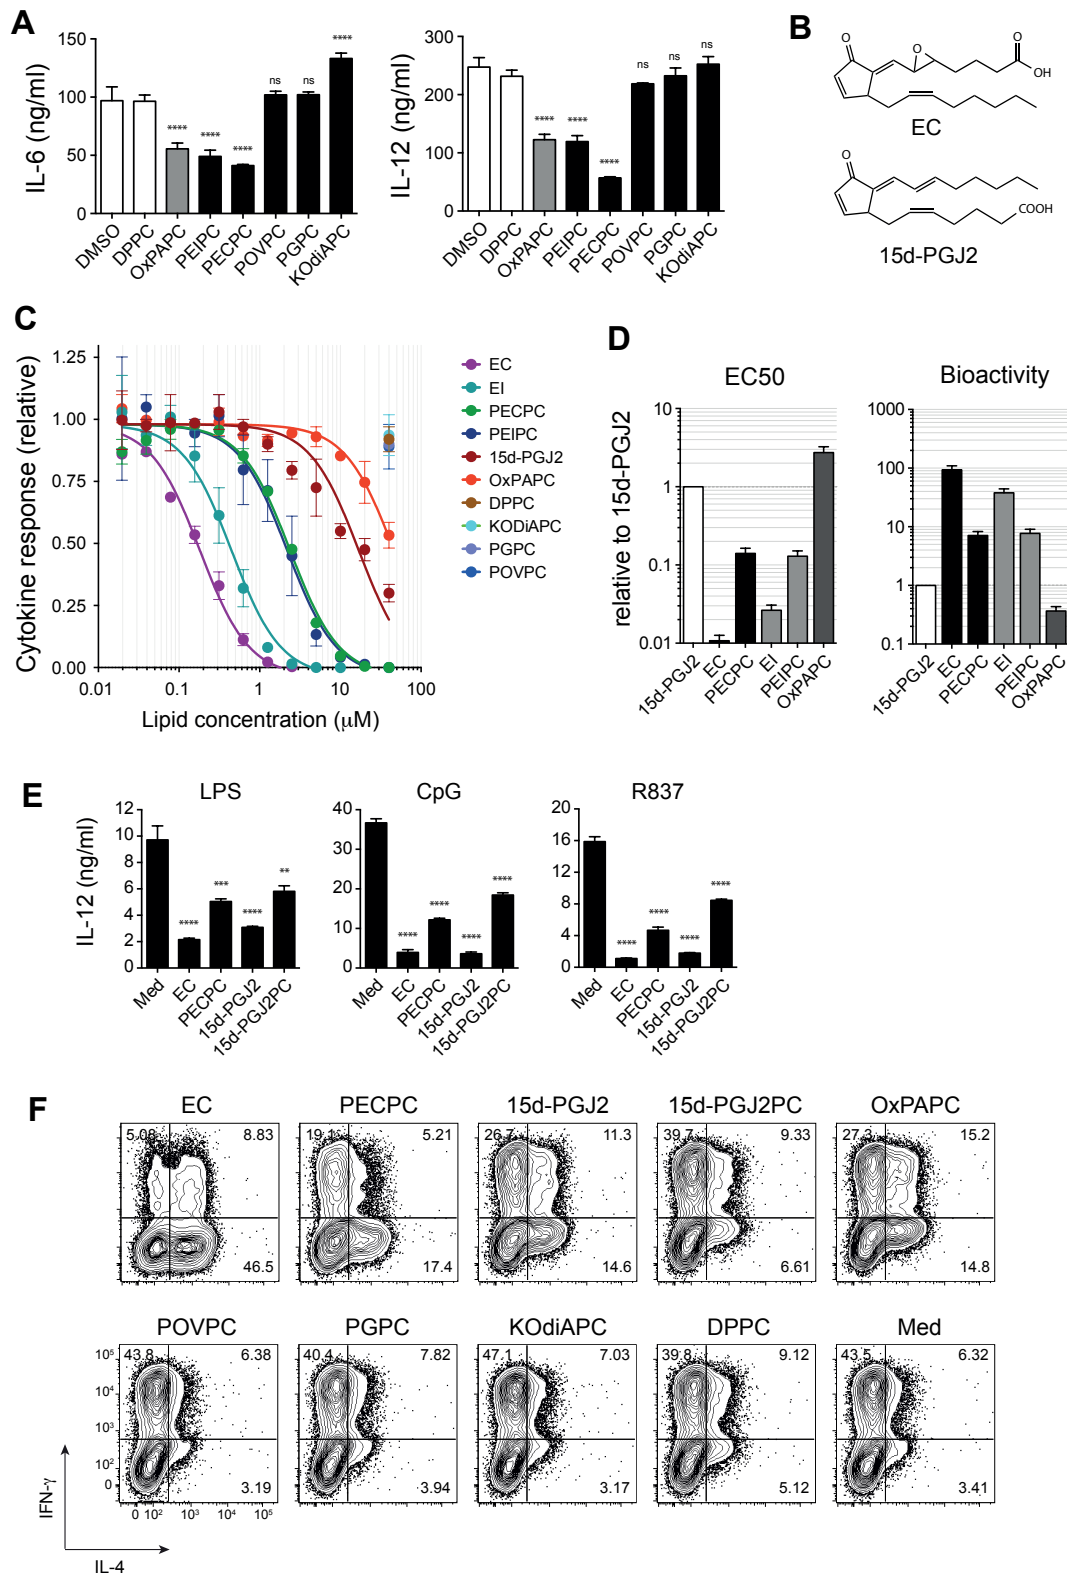 A
IL-6 (ng/ml)
150
100
50
0
****
****
****
ns
ns
****
DMSO
DPPC
OxPAPC
PEIPC
PECPC
POVPC
PGPC
KOdiAPC
IL-12 (ng/ml)
300
200
100
0
****
****
****
ns
ns
ns
DMSO
DPPC
OxPAPC
PEIPC
PECPC
POVPC
PGPC
KOdiAPC
B
O
O
O
OH
EC
O
COOH
15d-PGJ2
C
Cytokine response (relative)
1.25
1.00
0.75
0.50
0.25
0.00
0.01
0.1
1
10
100
Lipid concentration (μM)
EC
EI
PECPC
PEIPC
15d-PGJ2
OxPAPC
DPPC
KODiAPC
PGPC
POVPC
D
relative to 15d-PGJ2
EC50
10
1
0.1
0.01
15d-PGJ2
EC
PECPC
EI
PEIPC
OxPAPC
Bioactivity
1000
100
10
1
0.1
15d-PGJ2
EC
PECPC
EI
PEIPC
OxPAPC
E
IL-12 (ng/ml)
LPS
12
10
8
6
4
2
0
****
***
****
**
Med
EC
PECPC
15d-PGJ2
15d-PGJ2PC
CpG
40
30
20
10
0
****
****
****
****
Med
EC
PECPC
15d-PGJ2
15d-PGJ2PC
R837
20
16
12
8
4
0
****
****
****
****
Med
EC
PECPC
15d-PGJ2
15d-PGJ2PC
F
EC
5.08
8.83
46.5
PECPC
19.1
5.21
17.4
15d-PGJ2
26.7
11.3
14.6
15d-PGJ2PC
39.7
9.33
6.61
OxPAPC
27.3
15.2
14.8
POVPC
43.8
6.38
3.19
PGPC
40.4
7.82
3.94
KOdiAPC
47.1
7.03
3.17
DPPC
39.8
9.12
5.12
Med
43.5
6.32
3.41
10⁵
10⁴
10³
10²
0
0 10² 10³ 10⁴ 10⁵
IFN-γ
IL-4